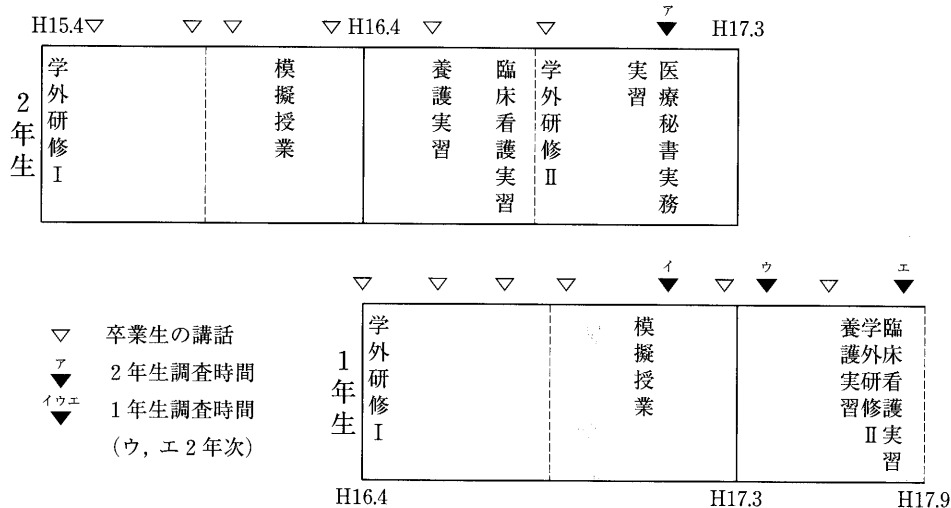 H15.4▽ ▽ ▽ ▽H16.4 ▽ ▽ ア▼ H17.3
2年生
学外研修Ⅰ
模擬授業
養護実習
臨床看護実習
学外研修Ⅱ
医療秘書実務
実習
▽ ▽ ▽ ▽ イ▼ ▽ ウ▼ ▽ エ▼
1年生
学外研修Ⅰ
模擬授業
養護実習
学外研修Ⅱ
臨床看護実習
H16.4 H17.3 H17.9
▽ 卒業生の講話
ア▼ 2年生調査時間
イウエ▼ 1年生調査時間
(ウ,エ2年次)